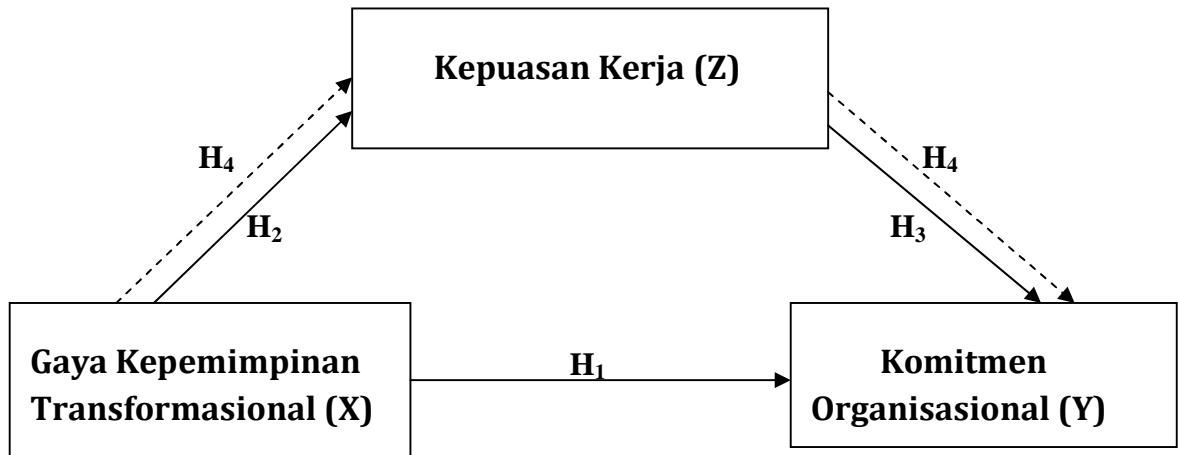 Kepuasan Kerja (Z)
H₄
H₄
H₂
H₃
Gaya Kepemimpinan
Transformasional (X)
H₁
Komitmen
Organisasional (Y)